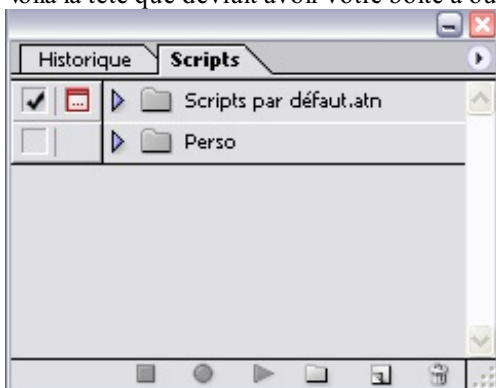 voilà la tête que devrait avoir votre boîte à ou
Historique Scripts
Scripts par défaut.atn
Perso